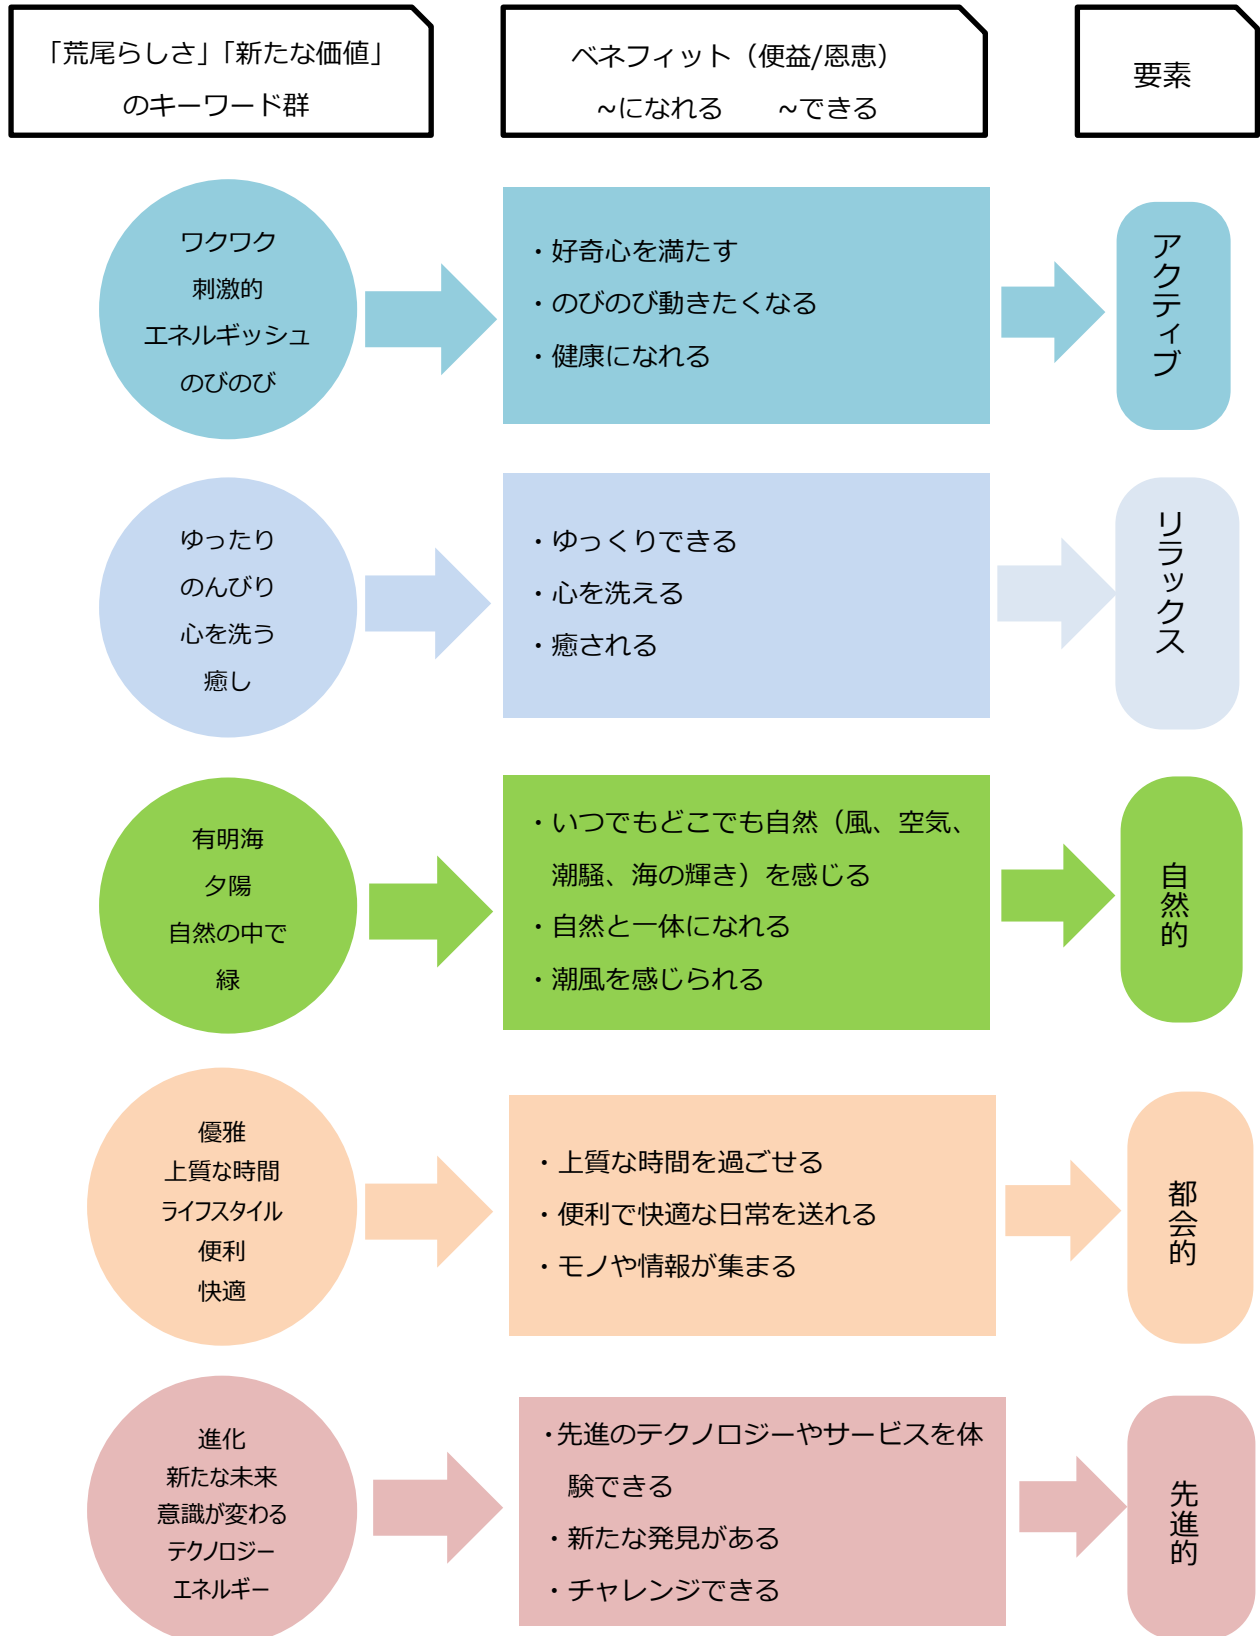 「荒尾らしさ」「新たな価値」
のキーワード群
ベネフィット（便益/恩恵）
~になれる　　~できる
要素
ワクワク
刺激的
エネルギッシュ
のびのび
・好奇心を満たす
・のびのび動きたくなる
・健康になれる
アクティブ
ゆったり
のんびり
心を洗う
癒し
・ゆっくりできる
・心を洗える
・癒される
リラックス
有明海
夕陽
自然の中で
緑
・いつでもどこでも自然（風、空気、
潮騒、海の輝き）を感じる
・自然と一体になれる
・潮風を感じられる
自然的
優雅
上質な時間
ライフスタイル
便利
快適
・上質な時間を過ごせる
・便利で快適な日常を送れる
・モノや情報が集まる
都会的
進化
新たな未来
意識が変わる
テクノロジー
エネルギー
・先進のテクノロジーやサービスを体
験できる
・新たな発見がある
・チャレンジできる
先進的